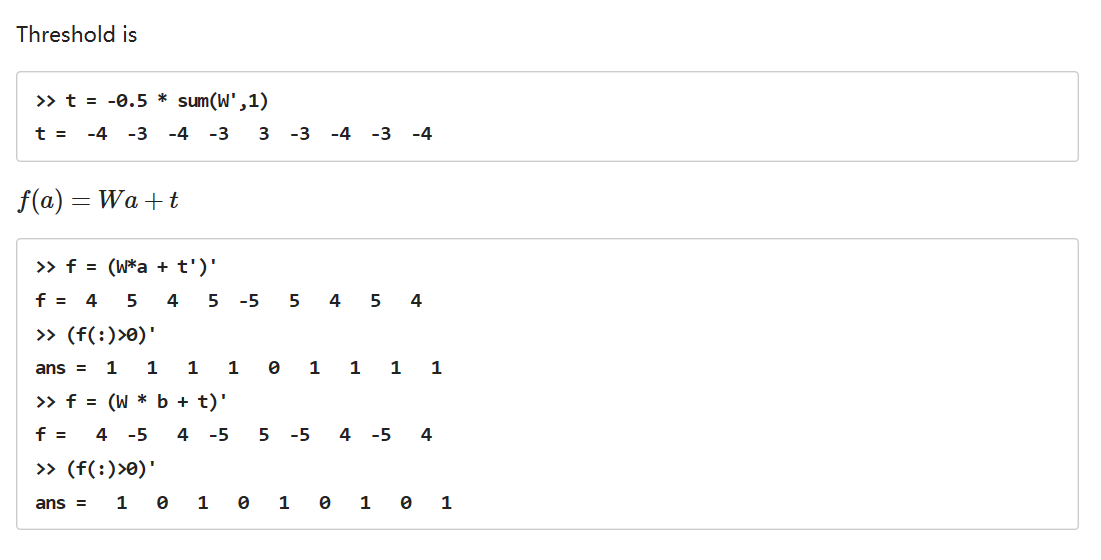 Threshold is
>> t = -0.5 * sum(W',1)
t =  -4  -3  -4  -3   3  -3  -4  -3  -4
f(a) = Wa + t
>> f = (W*a + t')'
f =  4   5   4   5  -5   5   4   5   4
>> (f(:)>0)'
ans =  1   1   1   1   0   1   1   1   1
>> f = (W * b + t)'
f =   4  -5   4  -5   5  -5   4  -5   4
>> (f(:)>0)'
ans =   1   0   1   0   1   0   1   0   1